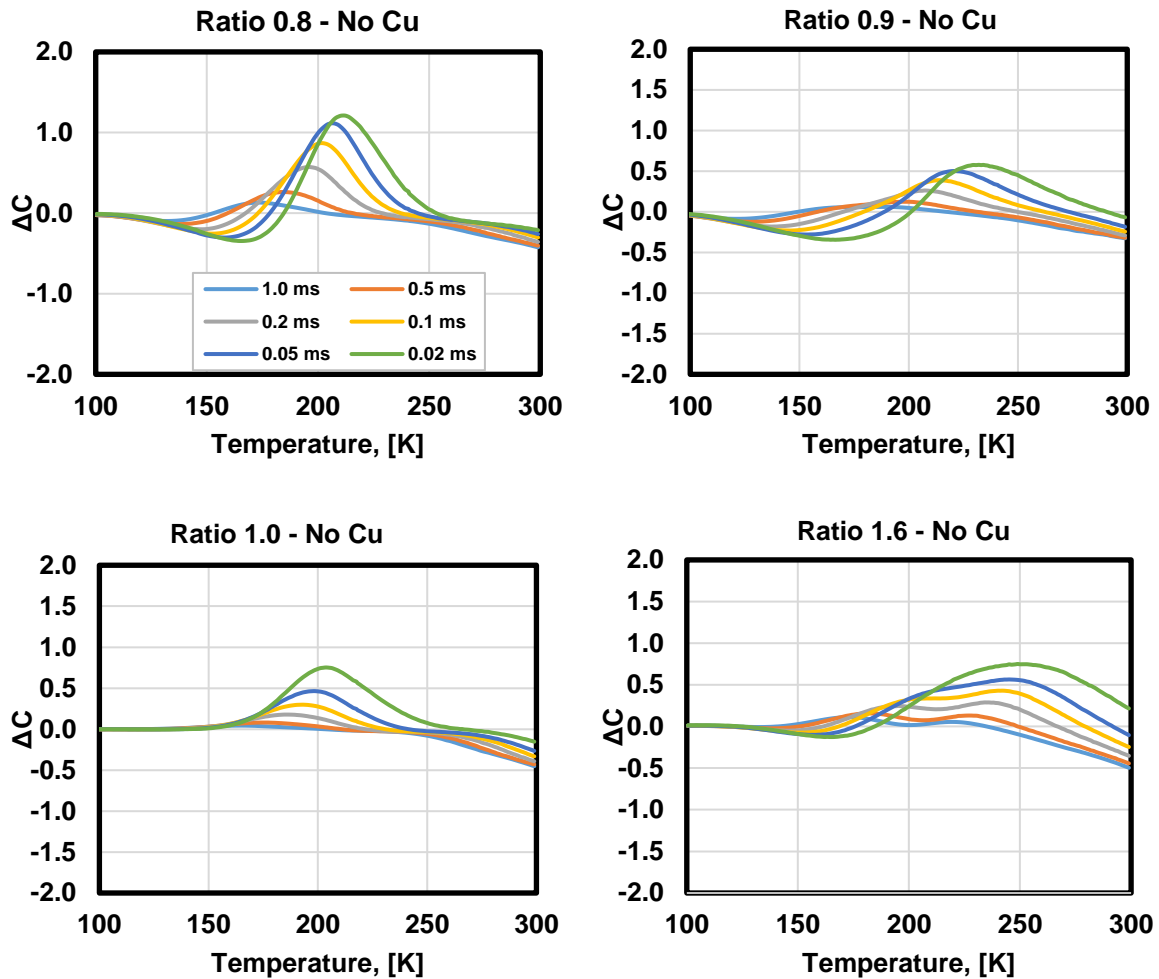 Ratio 0.8 - No Cu
2.0
1.0
0.0
-1.0
-2.0
ΔC
1.0 ms
0.5 ms
0.2 ms
0.1 ms
0.05 ms
0.02 ms
100 150 200 250 300
Temperature, [K]
Ratio 0.9 - No Cu
2.0
1.5
1.0
0.5
0.0
-0.5
-1.0
-1.5
-2.0
ΔC
100 150 200 250 300
Temperature, [K]
Ratio 1.0 - No Cu
2.0
1.5
1.0
0.5
0.0
-0.5
-1.0
-1.5
-2.0
ΔC
100 150 200 250 300
Temperature, [K]
Ratio 1.6 - No Cu
2.0
1.5
1.0
0.5
0.0
-0.5
-1.0
-1.5
-2.0
ΔC
100 150 200 250 300
Temperature, [K]